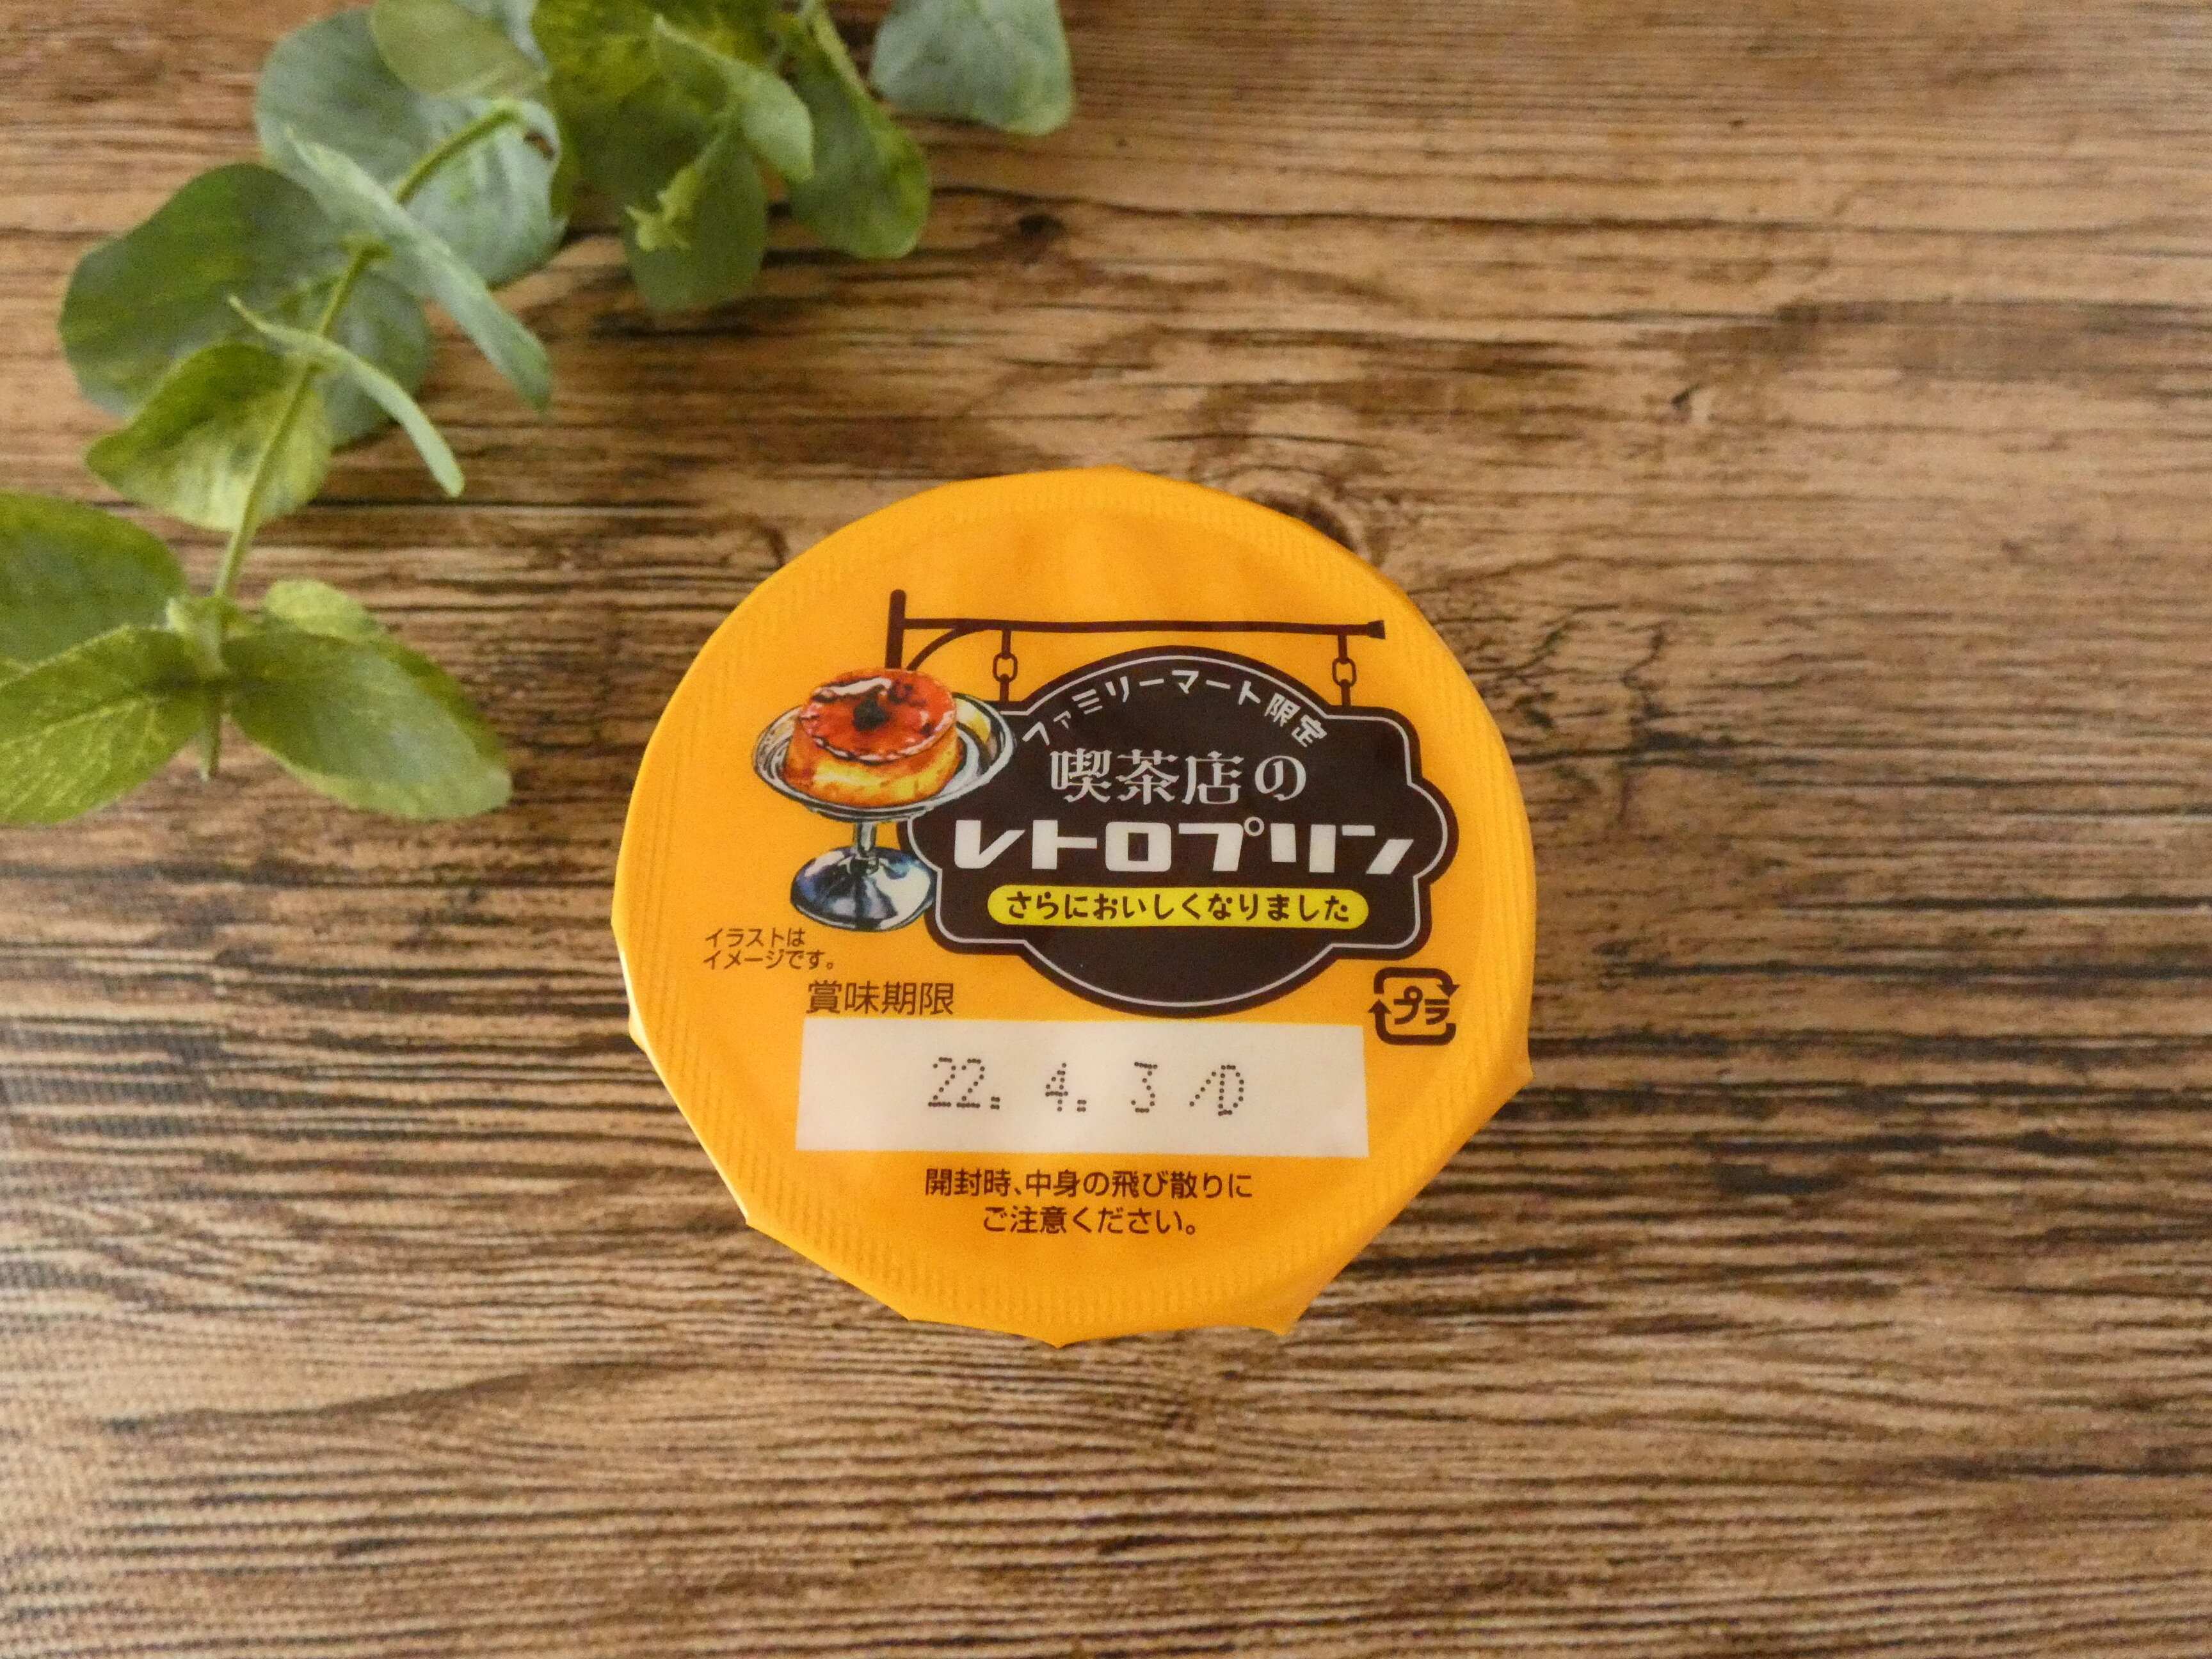 ファミリーマート限定
喫茶店の
レトロプリン
さらにおいしくなりました
イラストは
イメージです。
賞味期限
プラ
22. 4. 3 /D
開封時、中身の飛び散りに
ご注意ください。